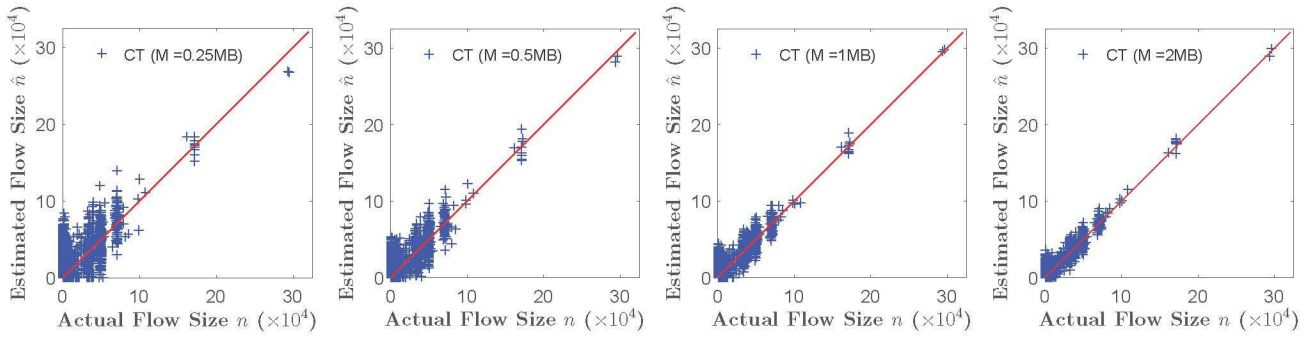 Estimated Flow Size n̂ (×10⁴)
30
20
10
0
CT (M =0.25MB)
0 10 20 30
Actual Flow Size n (×10⁴)
Estimated Flow Size n̂ (×10⁴)
30
20
10
0
CT (M =0.5MB)
0 10 20 30
Actual Flow Size n (×10⁴)
Estimated Flow Size n̂ (×10⁴)
30
20
10
0
CT (M =1MB)
0 10 20 30
Actual Flow Size n (×10⁴)
Estimated Flow Size n̂ (×10⁴)
30
20
10
0
CT (M =2MB)
0 10 20 30
Actual Flow Size n (×10⁴)